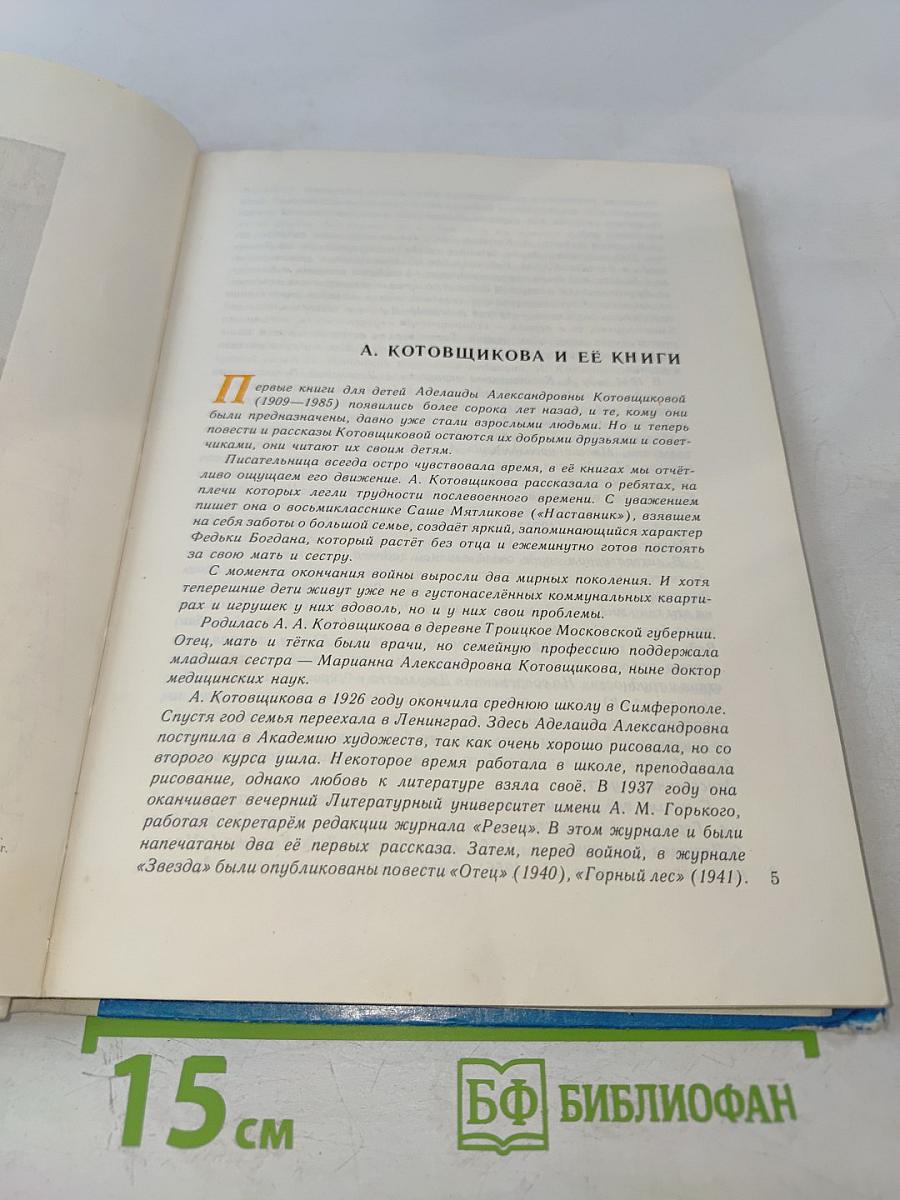 А. КОТОВЩИКОВА И ЕЁ КНИГИ
Первые книги для детей Аделаиды Александровны Котовщиковой
(1909—1985) появились более сорока лет назад, и те, кому они
были предназначены, давно уже стали взрослыми людьми. Но и теперь
повести и рассказы Котовщиковой остаются их добрыми друзьями и совет-
чиками, они читают их своим детям.
Писательница всегда остро чувствовала время, в её книгах мы отчёт-
ливо ощущаем его движение. А. Котовщикова рассказала о ребятах, на
плечи которых легли трудности послевоенного времени. С уважением
пишет она о восьмикласснике Саше Мятликове («Наставник»), взявшем
на себя заботы о большой семье, создаёт яркий, запоминающийся характер
Федьки Богдана, который растёт без отца и ежеминутно готов постоять
за свою мать и сестру.
С момента окончания войны выросли два мирных поколения. И хотя
теперешние дети живут уже не в густонаселённых коммунальных кварти-
рах и игрушек у них вдоволь, но и у них свои проблемы.
Родилась А. А. Котовщикова в деревне Троицкое Московской губернии.
Отец, мать и тётка были врачи, но семейную профессию поддержала
младшая сестра — Марианна Александровна Котовщикова, ныне доктор
медицинских наук.
А. Котовщикова в 1926 году окончила среднюю школу в Симферополе.
Спустя год семья переехала в Ленинград. Здесь Аделаида Александровна
поступила в Академию художеств, так как очень хорошо рисовала, но со
второго курса ушла. Некоторое время работала в школе, преподавала
рисование, однако любовь к литературе взяла своё. В 1937 году она
оканчивает вечерний Литературный университет имени А. М. Горького,
работая секретарём редакции журнала «Резец». В этом журнале и были
напечатаны два её первых рассказа. Затем, перед войной, в журнале
«Звезда» были опубликованы повести «Отец» (1940), «Горный лес» (1941).
5
г.
15 см
БФ БИБЛИОФАН